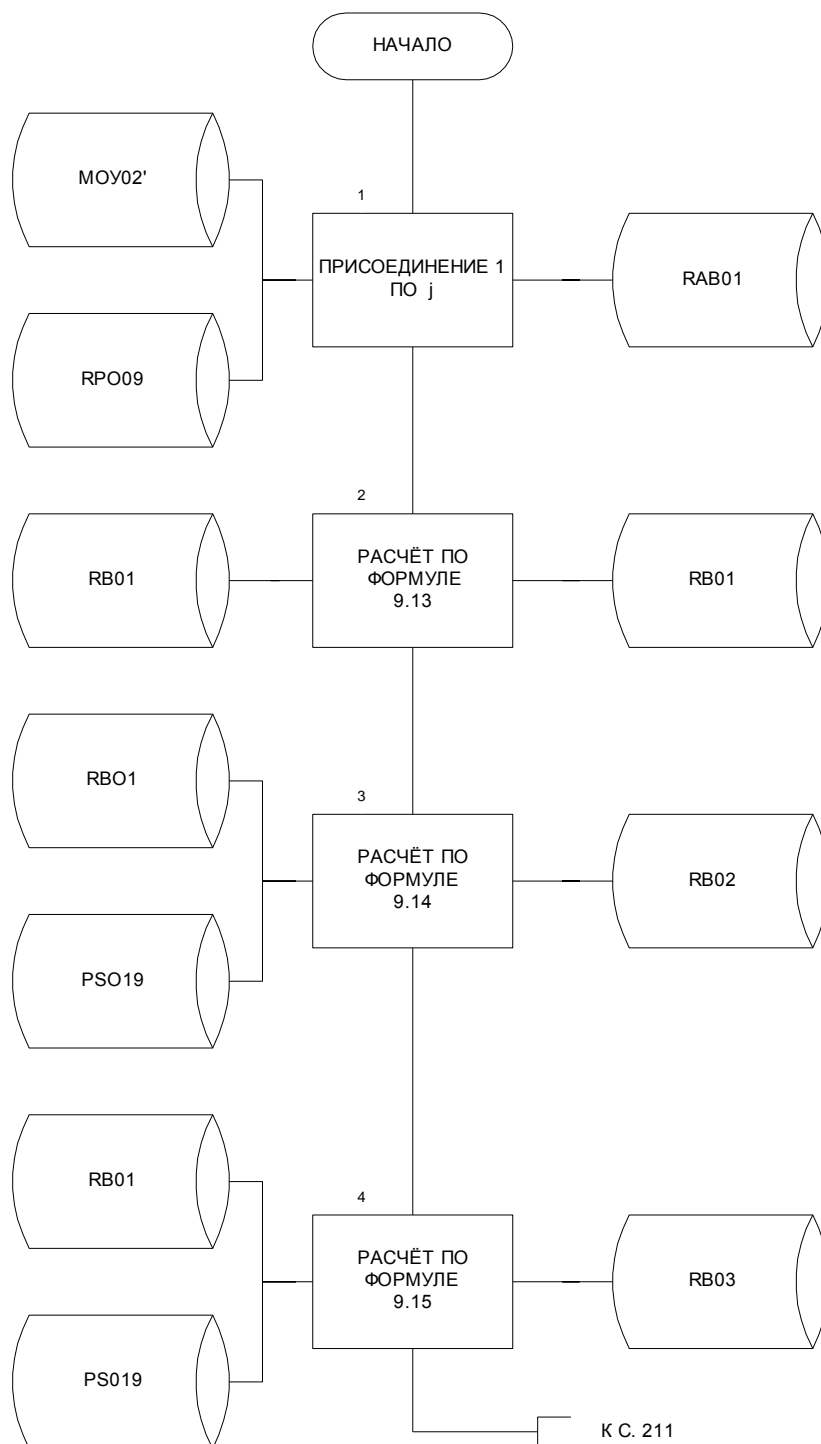 НАЧАЛО
МОУ02'
1
ПРИСОЕДИНЕНИЕ 1
ПО j
RAB01
RPO09
2
RB01
РАСЧЁТ ПО
ФОРМУЛЕ
9.13
RB01
RBO1
3
РАСЧЁТ ПО
ФОРМУЛЕ
9.14
RB02
PSO19
RB01
4
РАСЧЁТ ПО
ФОРМУЛЕ
9.15
RB03
PS019
К С. 211